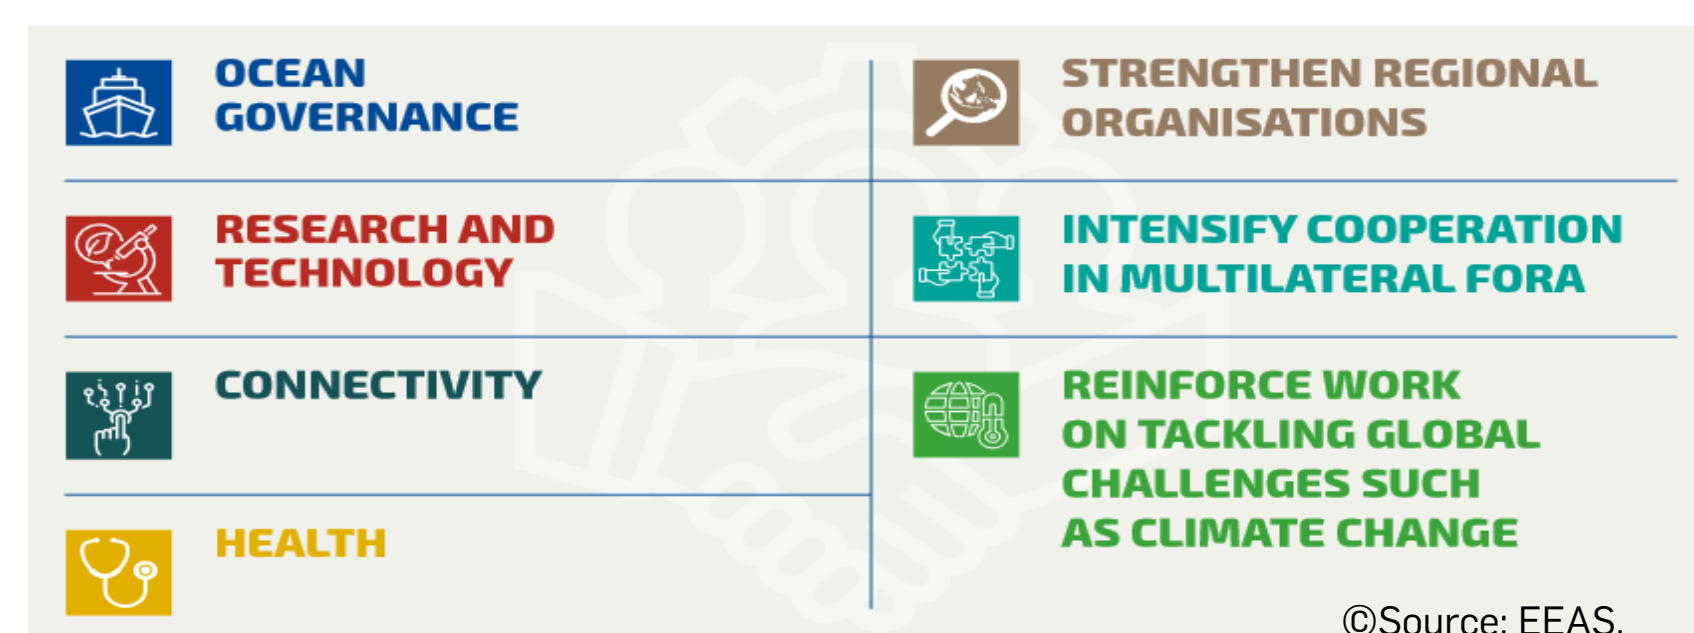 OCEAN
GOVERNANCE
RESEARCH AND
TECHNOLOGY
CONNECTIVITY
HEALTH
STRENGTHEN REGIONAL
ORGANISATIONS
INTENSIFY COOPERATION
IN MULTILATERAL FORA
REINFORCE WORK
ON TACKLING GLOBAL
CHALLENGES SUCH
AS CLIMATE CHANGE
©Source: EEAS.